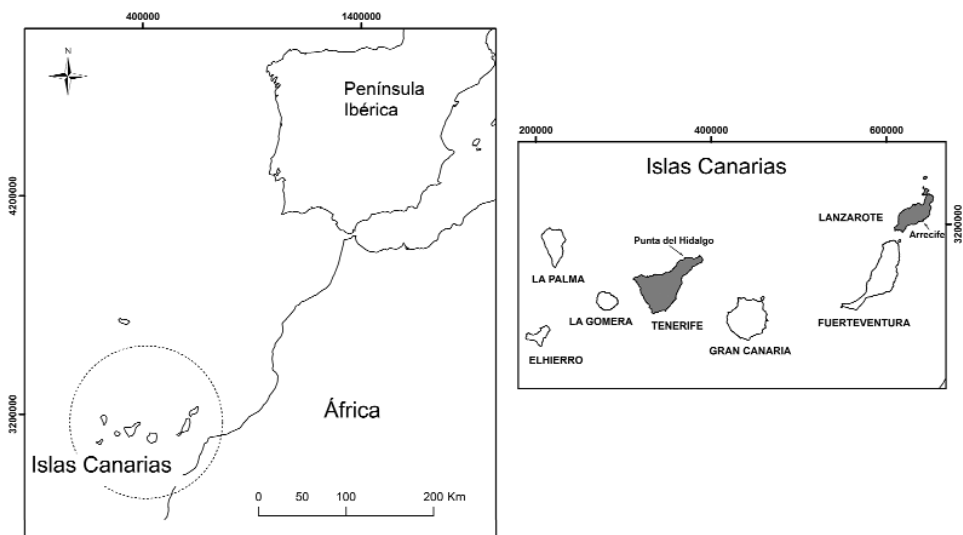 400000
1400000
N
Península
Ibérica
4200000
3200000
África
Islas Canarias
0 50 100 200 Km
200000
400000
600000
Islas Canarias
3200000
LANZAROTE
Arrecife
Punta del Hidalgo
LA PALMA
LA GOMERA
TENERIFE
FUERTEVENTURA
GRAN CANARIA
ELHIERRO